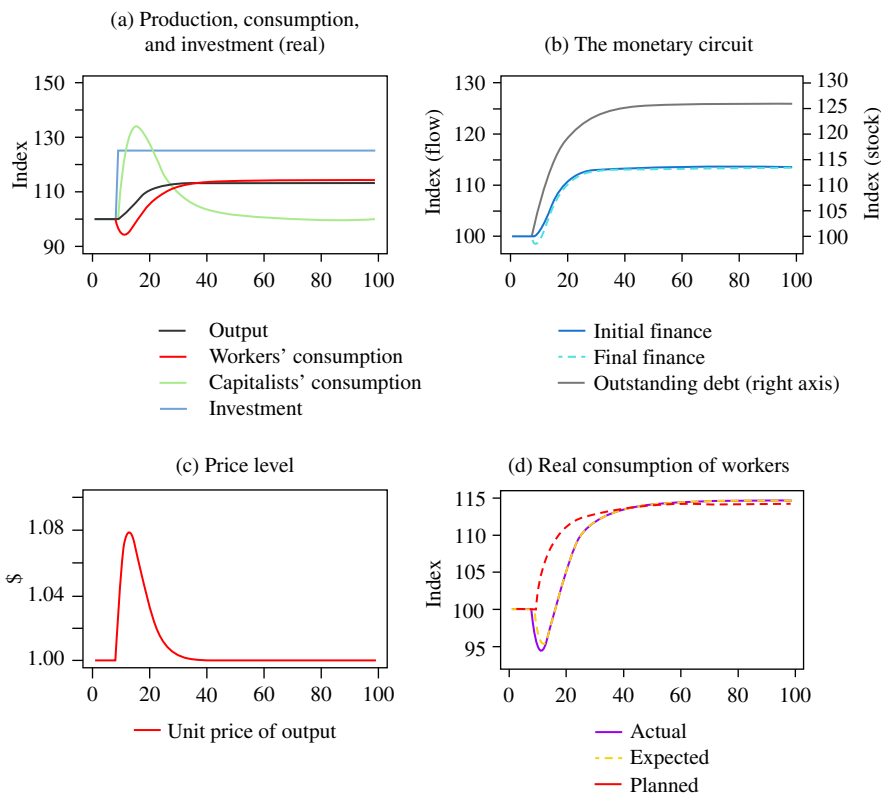 (a) Production, consumption,
and investment (real)
150
130
110
90
Index
0 20 40 60 80 100
Output
Workers’ consumption
Capitalists’ consumption
Investment
(b) The monetary circuit
130
120
110
100
Index (flow)
130
125
120
115
110
105
100
Index (stock)
0 20 40 60 80 100
Initial finance
Final finance
Outstanding debt (right axis)
(c) Price level
1.08
1.04
1.00
$
0 20 40 60 80 100
Unit price of output
(d) Real consumption of workers
115
110
105
100
95
Index
0 20 40 60 80 100
Actual
Expected
Planned